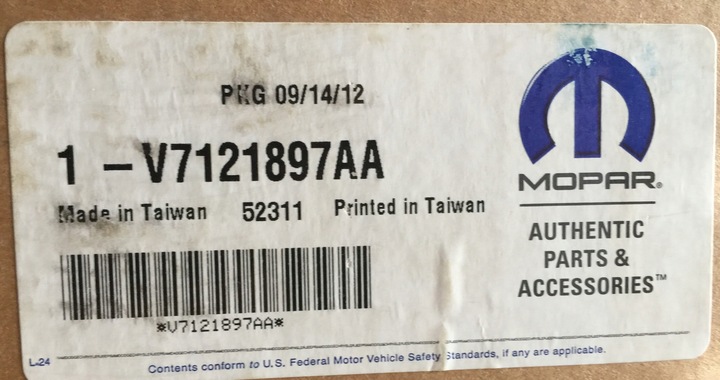 PKG 09/14/12
1 – V7121897AA
Made in Taiwan 52311 Printed in Taiwan
*V7121897AA*
MOPAR®
AUTHENTIC
PARTS &
ACCESSORIES™
L-24
Contents conform to U.S. Federal Motor Vehicle Safety Standards, if any are applicable.